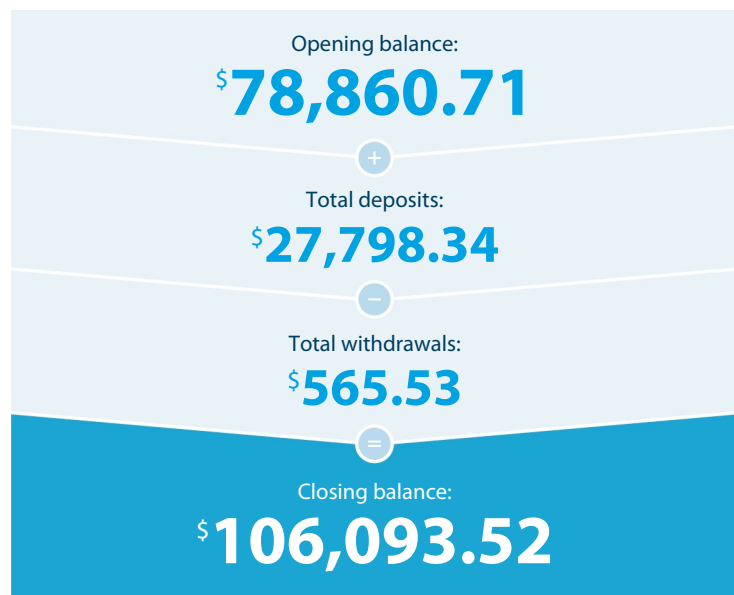 Opening balance:
$78,860.71
+
Total deposits:
$27,798.34
−
Total withdrawals:
$565.53
=
Closing balance:
$106,093.52